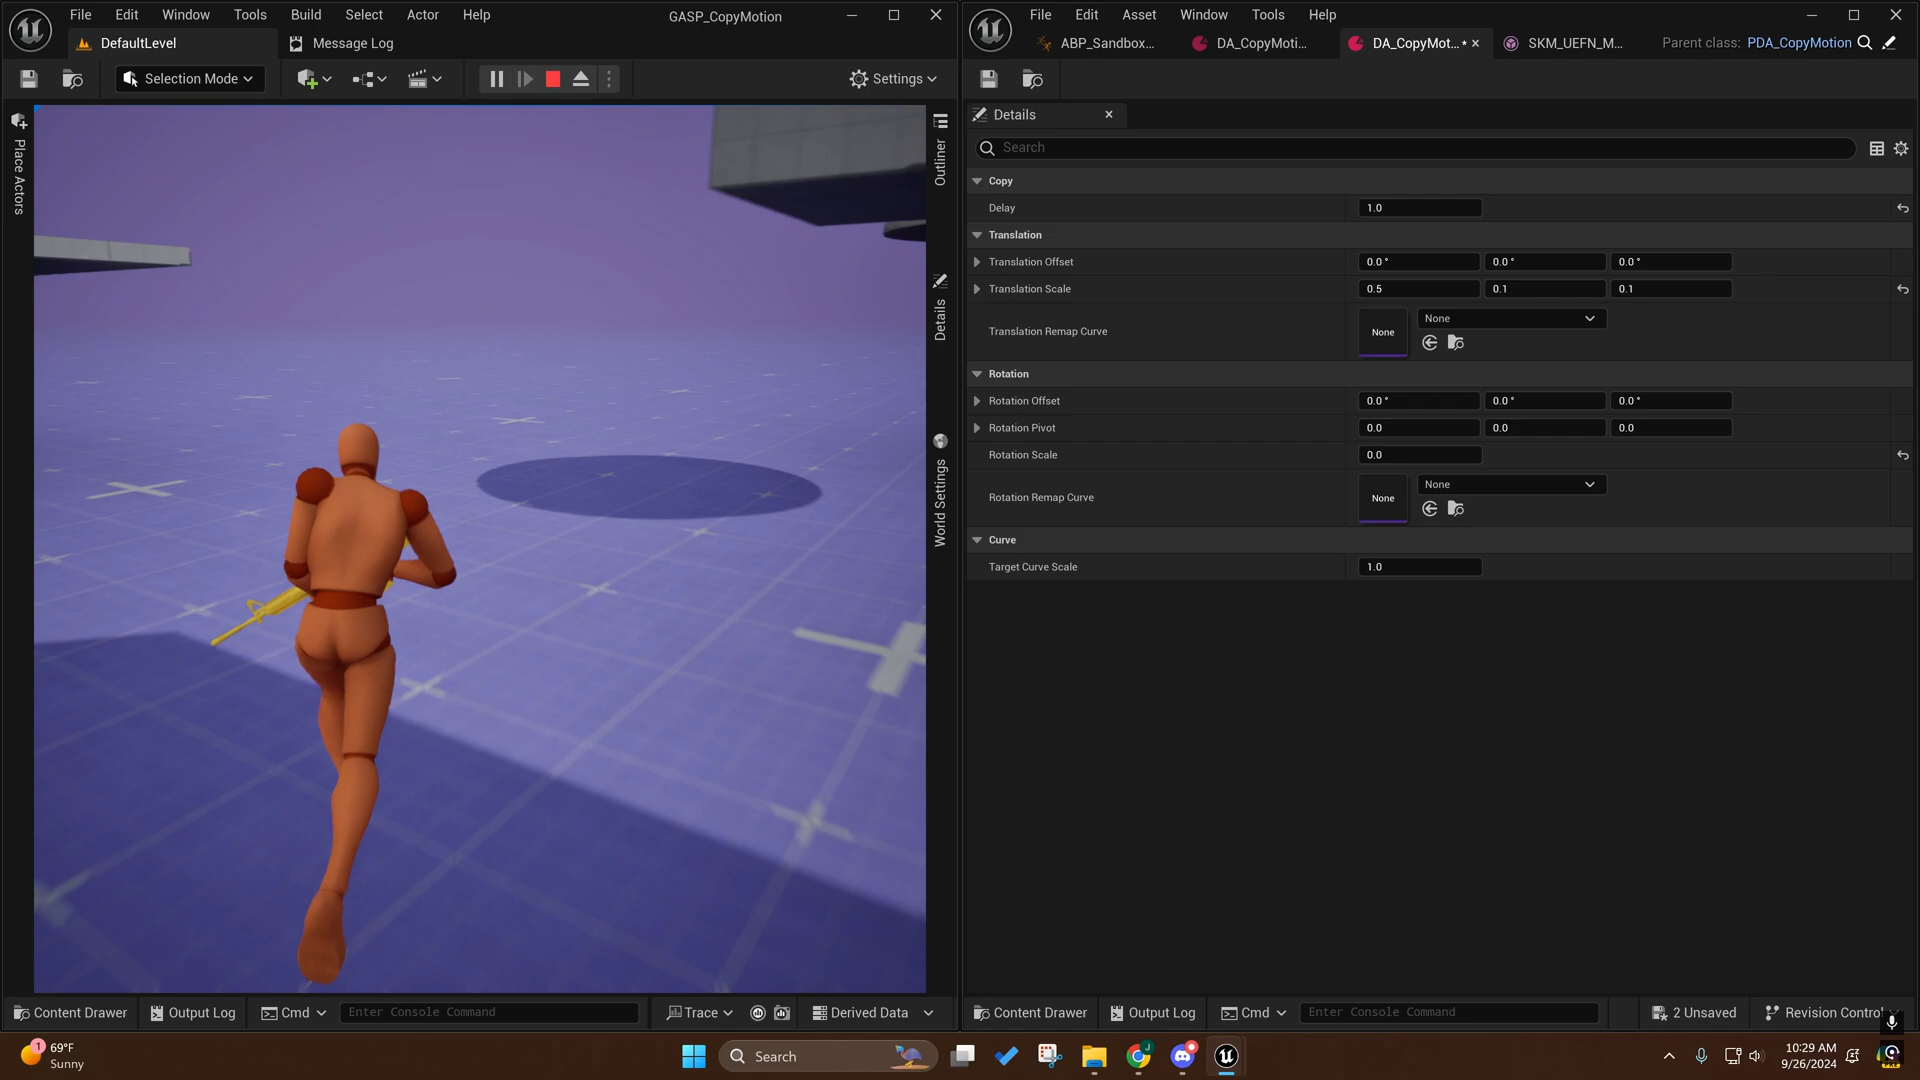 File Edit Window Tools Build Select Actor Help GASP_CopyMotion
DefaultLevel Message Log
Selection Mode Settings
Place Actors
Outliner
Details
World Settings
Content Drawer Output Log Cmd Enter Console Command Trace Derived Data
File Edit Asset Window Tools Help
ABP_Sandbox... DA_CopyMoti... DA_CopyMot... * SKM_UEFN_M... Parent class: PDA_CopyMotion
Details
Search
Copy
Delay 1.0
Translation
Translation Offset 0.0 ° 0.0 ° 0.0 °
Translation Scale 0.5 0.1 0.1
Translation Remap Curve None None
Rotation
Rotation Offset 0.0 ° 0.0 ° 0.0 °
Rotation Pivot 0.0 0.0 0.0
Rotation Scale 0.0
Rotation Remap Curve None None
Curve
Target Curve Scale 1.0
Content Drawer Output Log Cmd Enter Console Command 2 Unsaved Revision Control
1 69°F
Sunny
Search
J
10:29 AM
9/26/2024
PRE